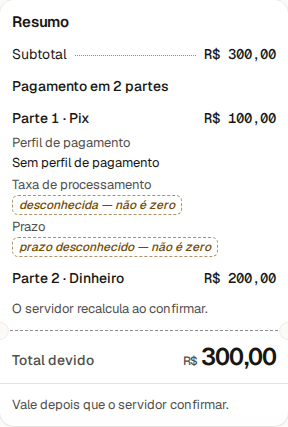 Resumo
Subtotal R$ 300,00
Pagamento em 2 partes
Parte 1 · Pix R$ 100,00
Perfil de pagamento
Sem perfil de pagamento
Taxa de processamento
desconhecida — não é zero
Prazo
prazo desconhecido — não é zero
Parte 2 · Dinheiro R$ 200,00
O servidor recalcula ao confirmar.
Total devido R$ 300,00
Vale depois que o servidor confirmar.